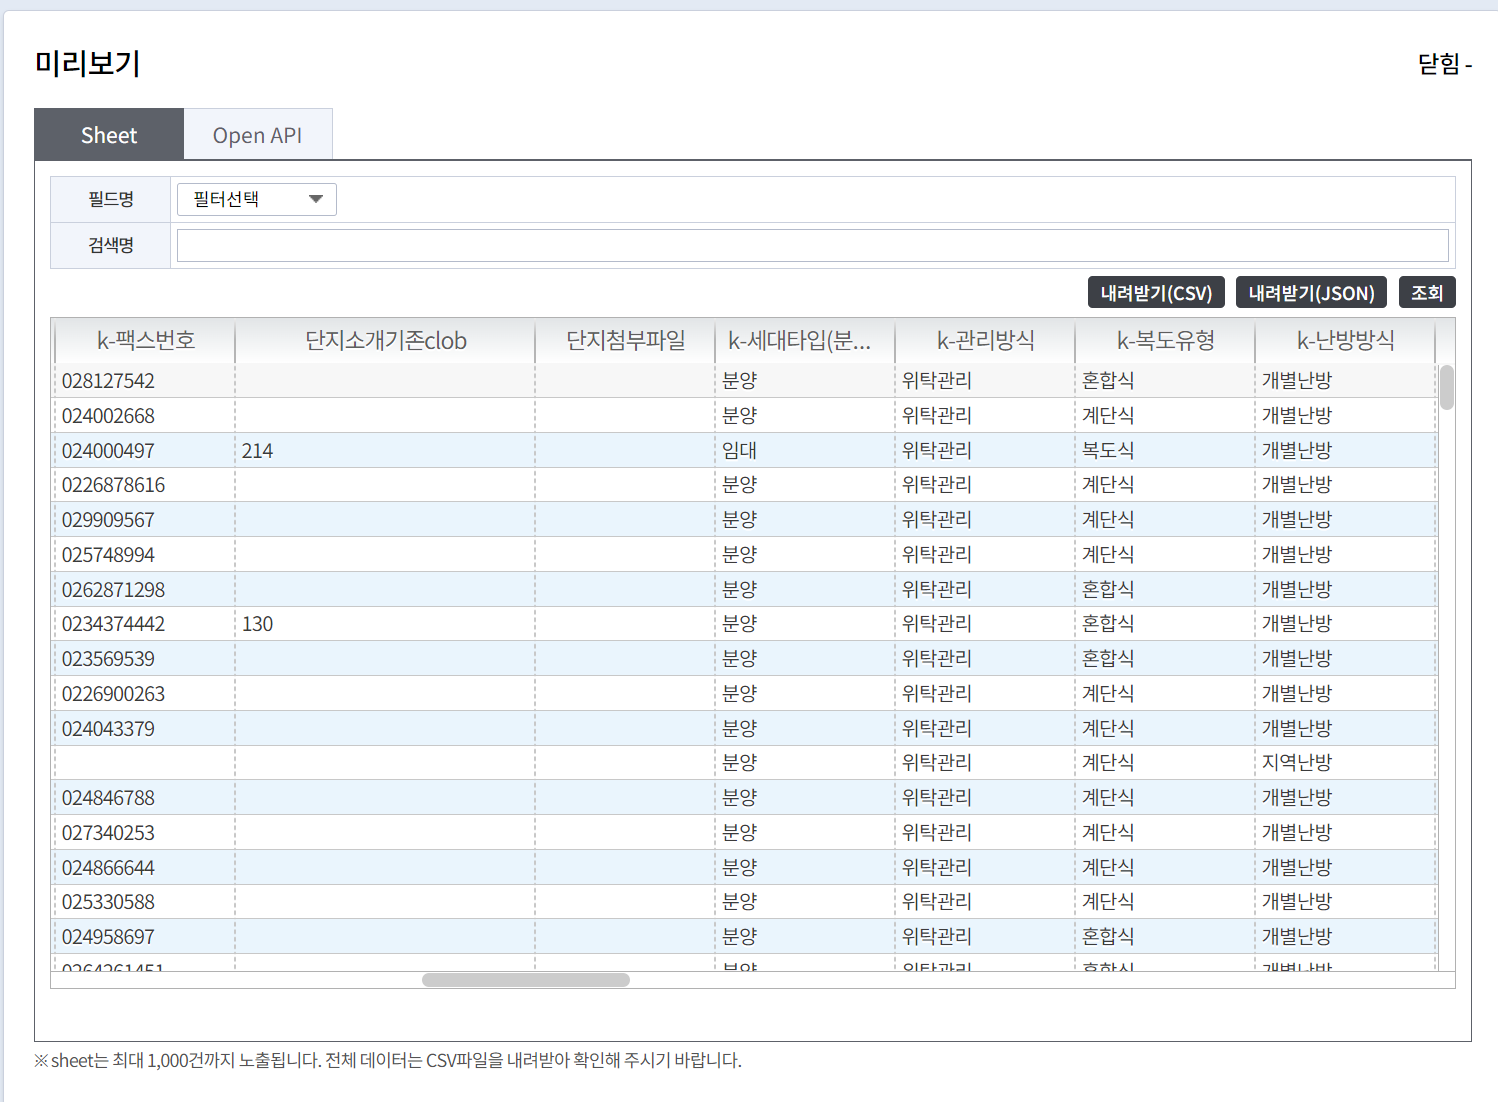 미리보기
닫힘 -
Sheet Open API
필드명 필터선택
검색명
내려받기(CSV) 내려받기(JSON) 조회
k-팩스번호 단지소개기존clob 단지첨부파일 k-세대타입(분... k-관리방식 k-복도유형 k-난방방식
028127542 분양 위탁관리 혼합식 개별난방
024002668 분양 위탁관리 계단식 개별난방
024000497 214 임대 위탁관리 복도식 개별난방
0226878616 분양 위탁관리 계단식 개별난방
029909567 분양 위탁관리 계단식 개별난방
025748994 분양 위탁관리 계단식 개별난방
0262871298 분양 위탁관리 혼합식 개별난방
0234374442 130 분양 위탁관리 혼합식 개별난방
023569539 분양 위탁관리 혼합식 개별난방
0226900263 분양 위탁관리 계단식 개별난방
024043379 분양 위탁관리 계단식 개별난방
분양 위탁관리 계단식 지역난방
024846788 분양 위탁관리 계단식 개별난방
027340253 분양 위탁관리 계단식 개별난방
024866644 분양 위탁관리 계단식 개별난방
025330588 분양 위탁관리 계단식 개별난방
024958697 분양 위탁관리 혼합식 개별난방
0264261451 분양 위탁관리 혼합식 개별난방
※ sheet는 최대 1,000건까지 노출됩니다. 전체 데이터는 CSV파일을 내려받아 확인해 주시기 바랍니다.